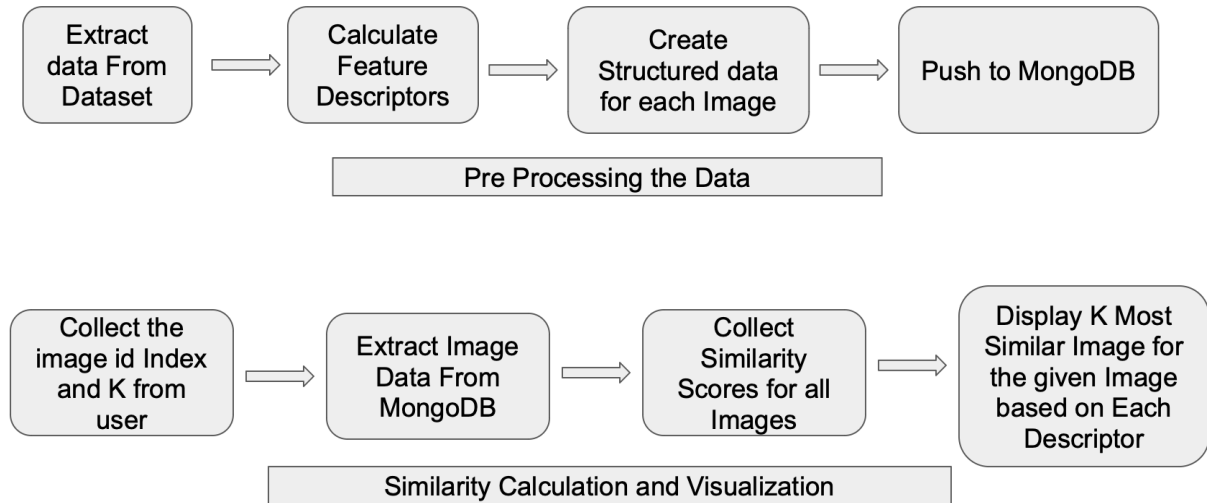 Extract
data From
Dataset
Calculate
Feature
Descriptors
Create
Structured data
for each Image
Push to MongoDB
Pre Processing the Data
Collect the
image id Index
and K from
user
Extract Image
Data From
MongoDB
Collect
Similarity
Scores for all
Images
Display K Most
Similar Image for
the given Image
based on Each
Descriptor
Similarity Calculation and Visualization